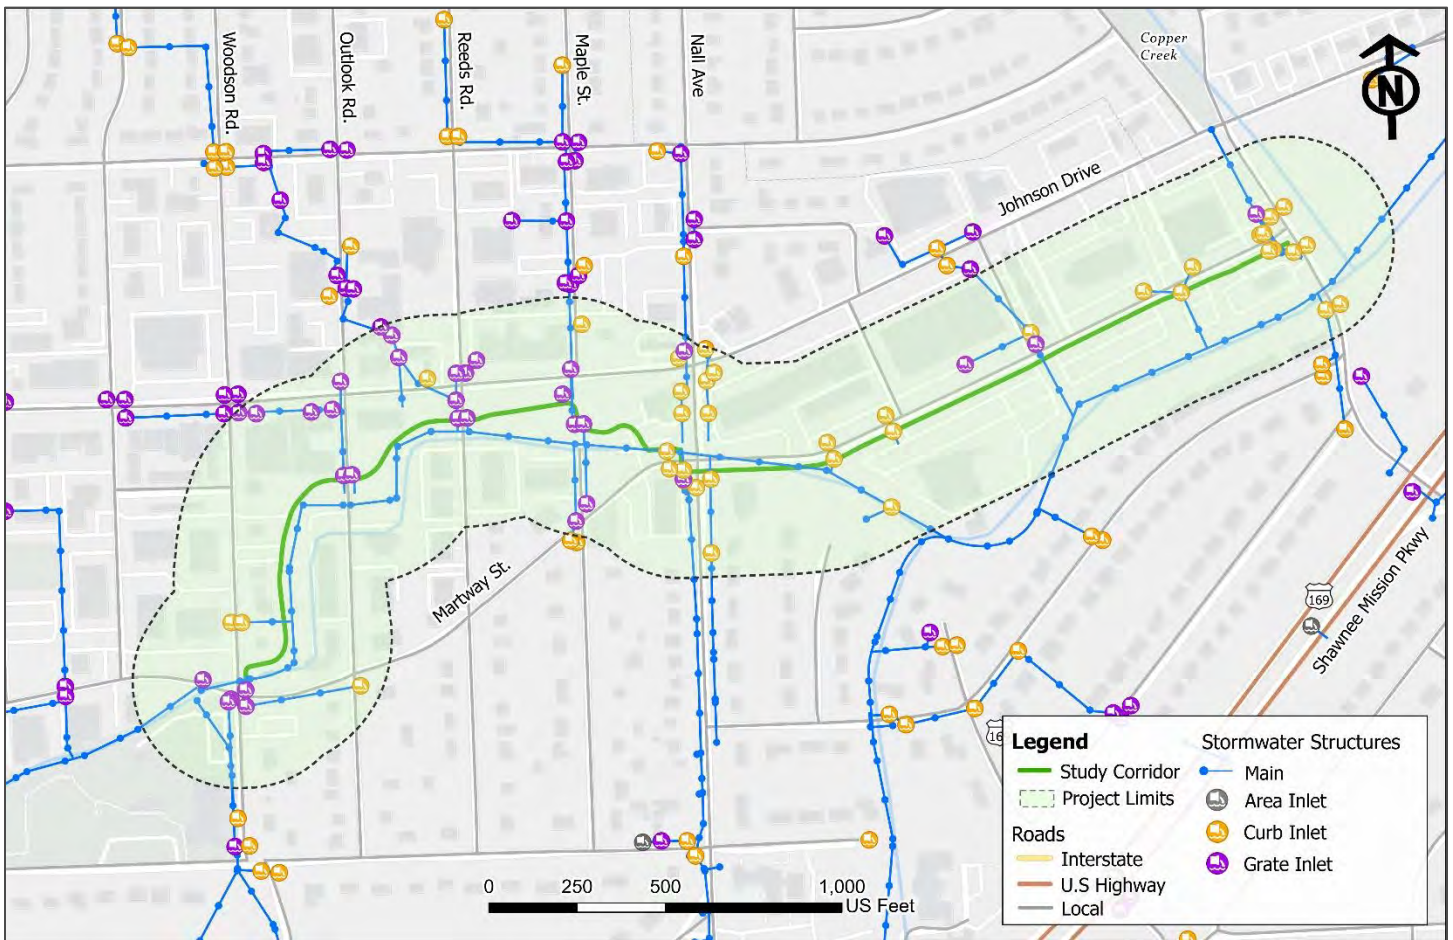 Woodson Rd.
Outlook Rd.
Reeds Rd.
Maple St.
Nall Ave
Copper
Creek
N
Johnson Drive
Martway St.
169
Shawnee Mission Pkwy
16
Legend
Study Corridor
Project Limits
Roads
Interstate
U.S Highway
Local
Stormwater Structures
Main
Area Inlet
Curb Inlet
Grate Inlet
0 250 500 1,000
US Feet